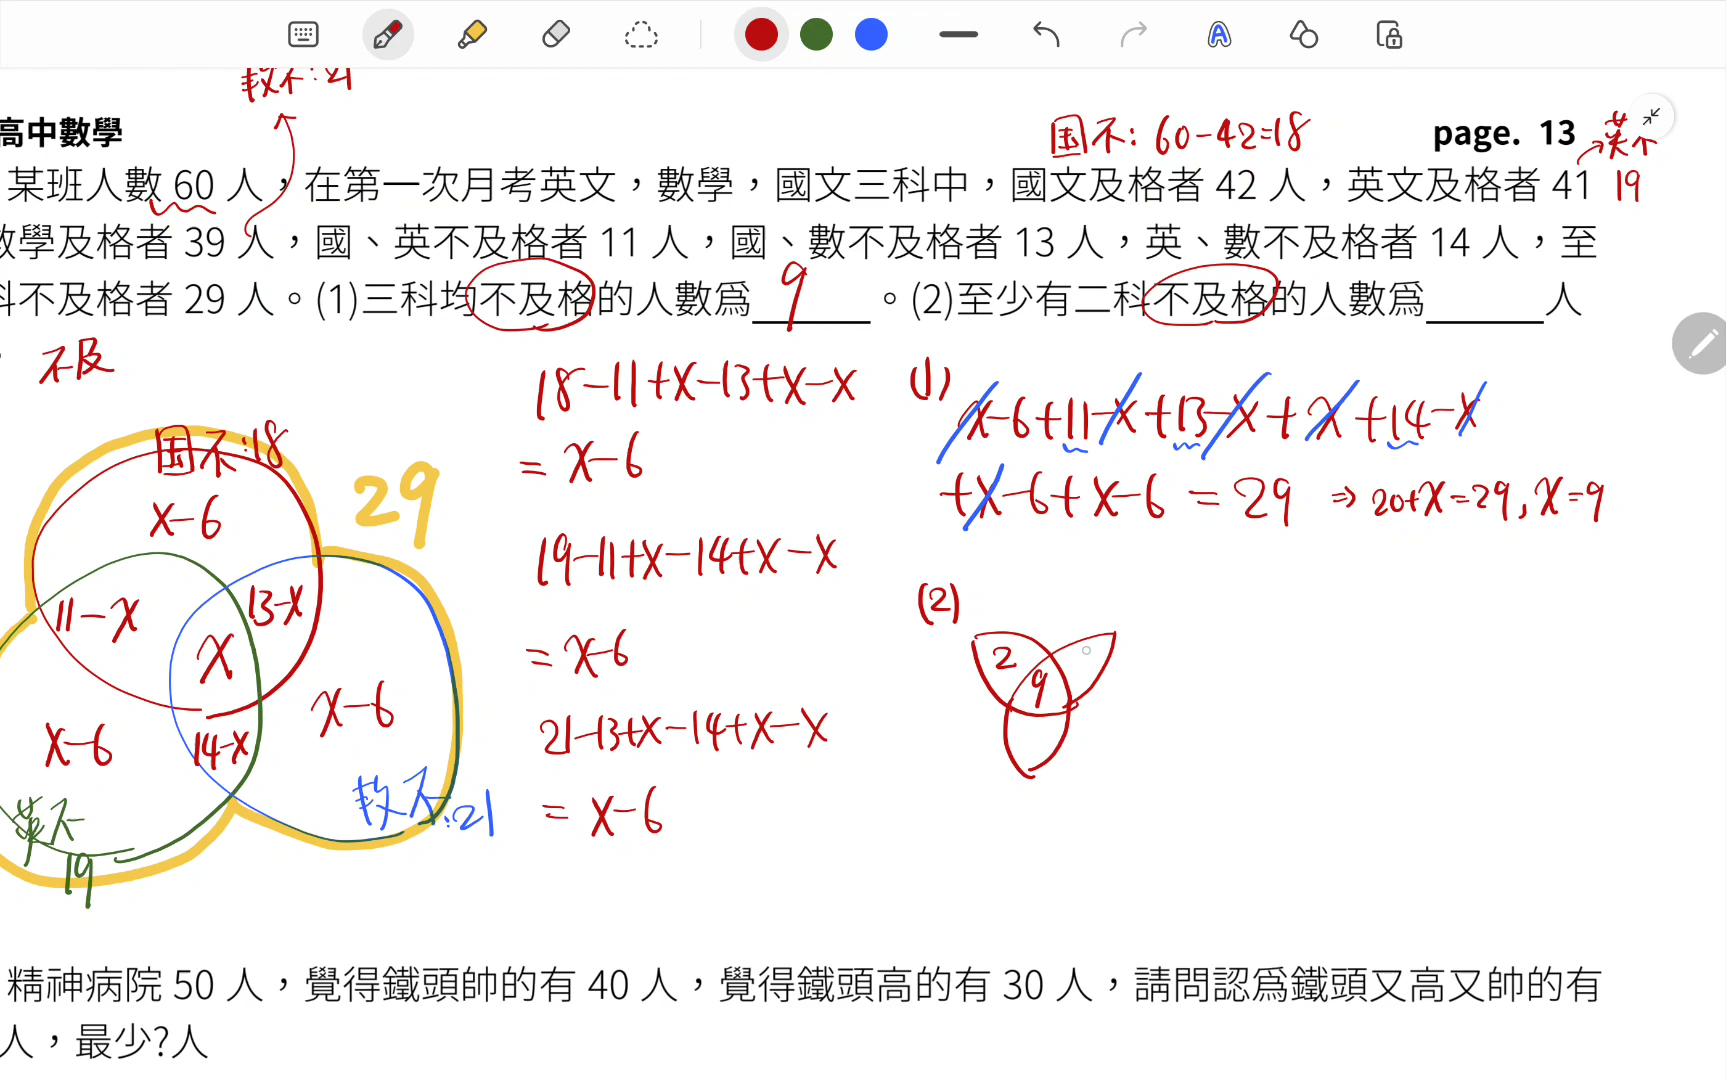 数不:21
高中數學
国不: 60-42=18
page. 13
英不
某班人數 60 人，在第一次月考英文，數學，國文三科中，國文及格者 42 人，英文及格者 41
19
數學及格者 39 人，國、英不及格者 11 人，國、數不及格者 13 人，英、數不及格者 14 人，至
科不及格者 29 人。(1)三科均不及格的人數爲 9 。(2)至少有二科不及格的人數爲______人
不及
国不:18
x-6
29
11-x
13-x
x
x-6
x-6
14-x
数不:21
英不
19
18-11+x-13+x-x
= x-6
19-11+x-14+x-x
= x-6
21-13+x-14+x-x
= x-6
(1)
x-6+11-x+13-x+x+14-x
+x-6+x-6 = 29 ⇒ 20+x=29, x=9
(2)
2
9
精神病院 50 人，覺得鐵頭帥的有 40 人，覺得鐵頭高的有 30 人，請問認爲鐵頭又高又帥的有
人，最少?人